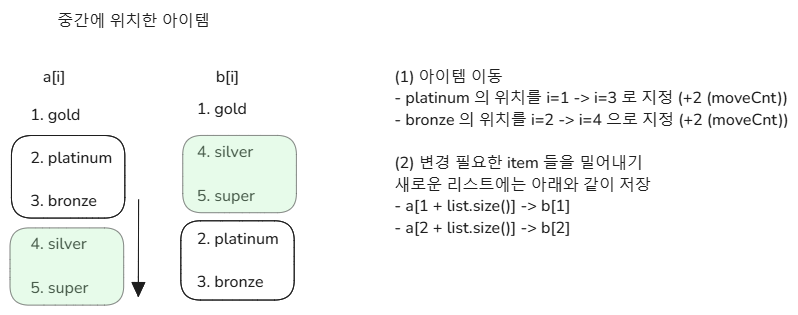 중간에 위치한 아이템
a[i]
1. gold
2. platinum
3. bronze
4. silver
5. super
b[i]
1. gold
4. silver
5. super
2. platinum
3. bronze
(1) 아이템 이동
- platinum 의 위치를 i=1 -> i=3 로 지정 (+2 (moveCnt))
- bronze 의 위치를 i=2 -> i=4 으로 지정 (+2 (moveCnt))
(2) 변경 필요한 item 들을 밀어내기
새로운 리스트에는 아래와 같이 저장
- a[1 + list.size()] -> b[1]
- a[2 + list.size()] -> b[2]